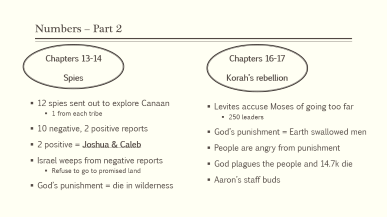 Numbers – Part 2
Chapters 13-14
Spies
▪ 12 spies sent out to explore Canaan
▪ 1 from each tribe
▪ 10 negative, 2 positive reports
▪ 2 positive = Joshua & Caleb
▪ Israel weeps from negative reports
▪ Refuse to go to promised land
▪ God's punishment = die in wilderness
Chapters 16-17
Korah's rebellion
▪ Levites accuse Moses of going too far
▪ 250 leaders
▪ God's punishment = Earth swallowed men
▪ People are angry from punishment
▪ God plagues the people and 14.7k die
▪ Aaron's staff buds